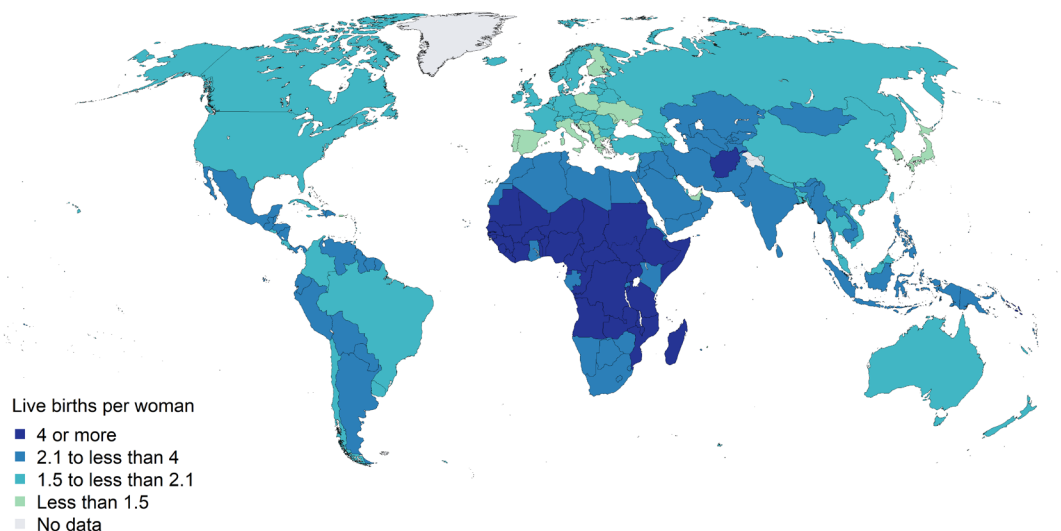 Live births per woman
4 or more
2.1 to less than 4
1.5 to less than 2.1
Less than 1.5
No data